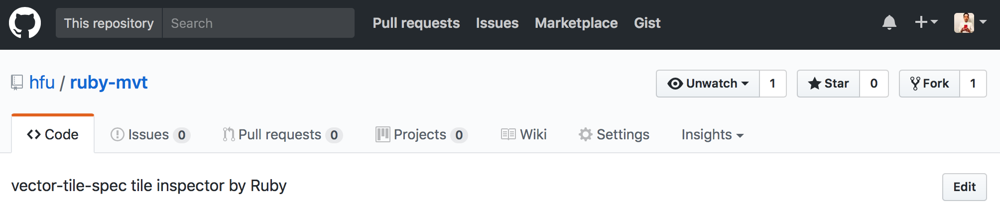 This repository Search Pull requests Issues Marketplace Gist
hfu / ruby-mvt Unwatch 1 Star 0 Fork 1
Code Issues 0 Pull requests 0 Projects 0 Wiki Settings Insights
vector-tile-spec tile inspector by Ruby Edit